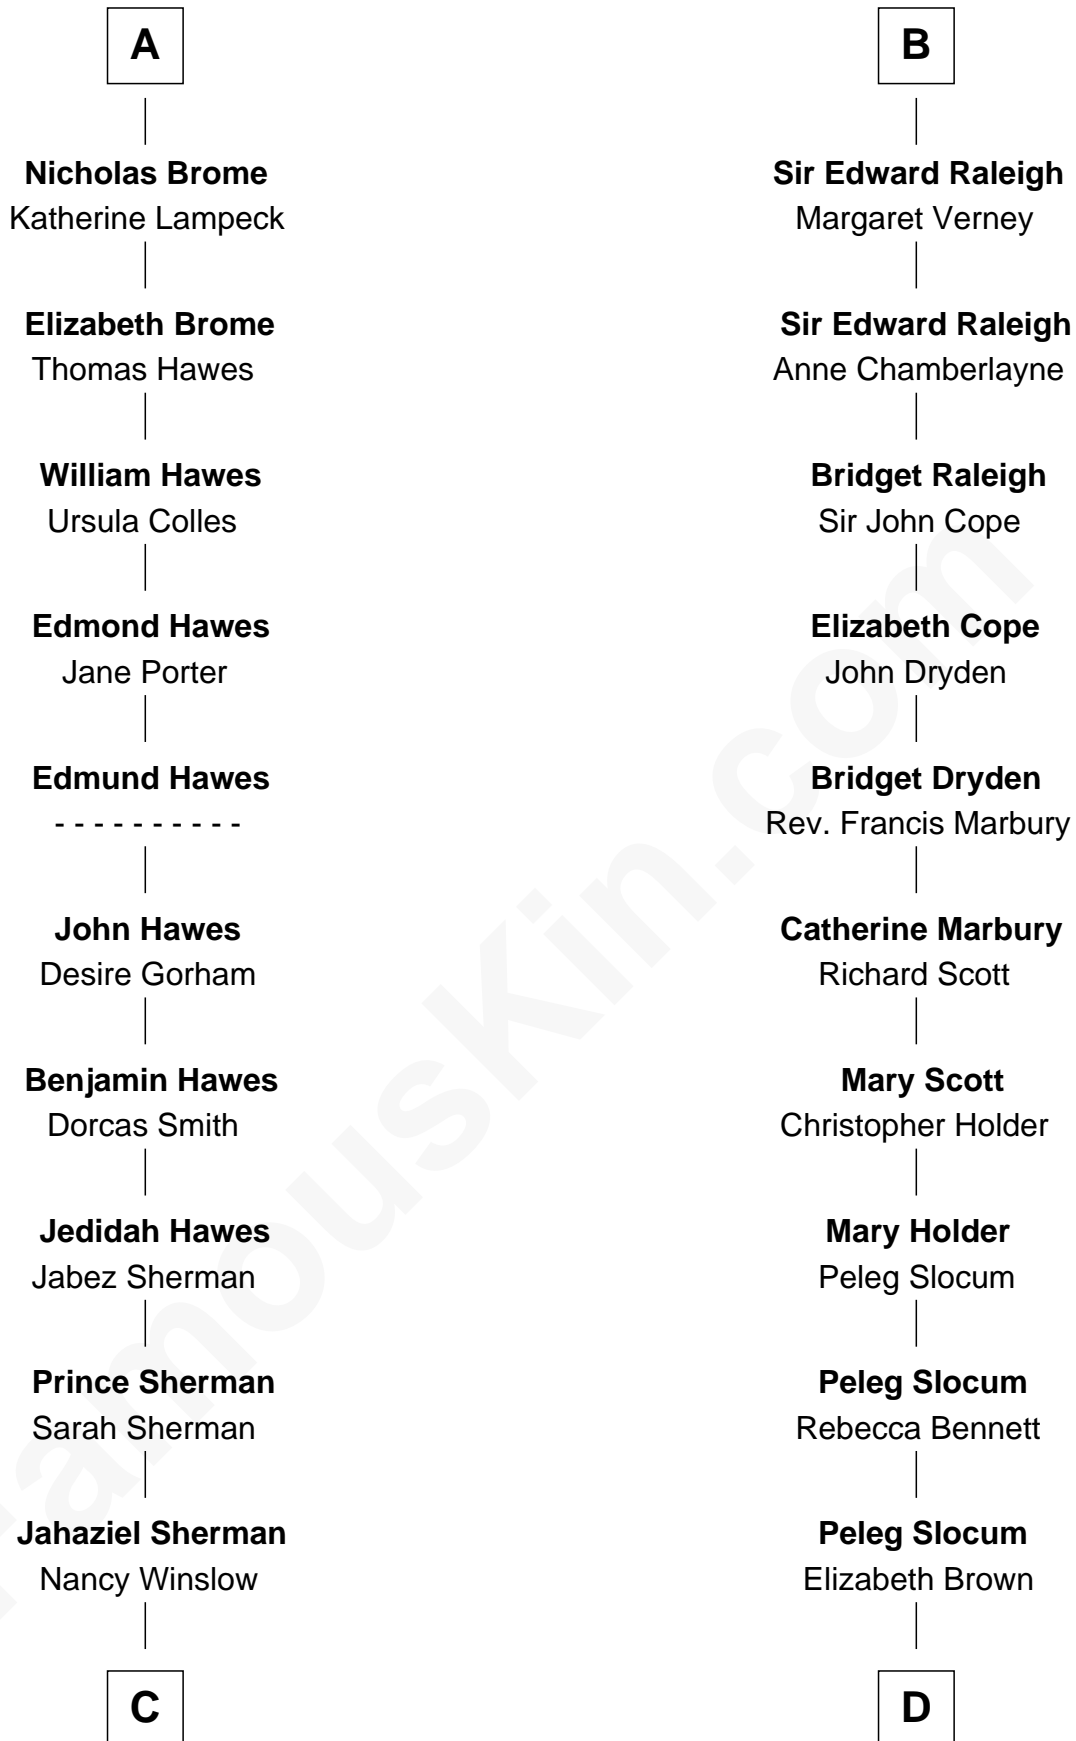 A
Nicholas Brome
Katherine Lampeck
Elizabeth Brome
Thomas Hawes
William Hawes
Ursula Colles
Edmond Hawes
Jane Porter
Edmund Hawes
- - - - - - - - - -
John Hawes
Desire Gorham
Benjamin Hawes
Dorcas Smith
Jedidah Hawes
Jabez Sherman
Prince Sherman
Sarah Sherman
Jahaziel Sherman
Nancy Winslow
C
B
Sir Edward Raleigh
Margaret Verney
Sir Edward Raleigh
Anne Chamberlayne
Bridget Raleigh
Sir John Cope
Elizabeth Cope
John Dryden
Bridget Dryden
Rev. Francis Marbury
Catherine Marbury
Richard Scott
Mary Scott
Christopher Holder
Mary Holder
Peleg Slocum
Peleg Slocum
Rebecca Bennett
Peleg Slocum
Elizabeth Brown
D
FamousKin.com